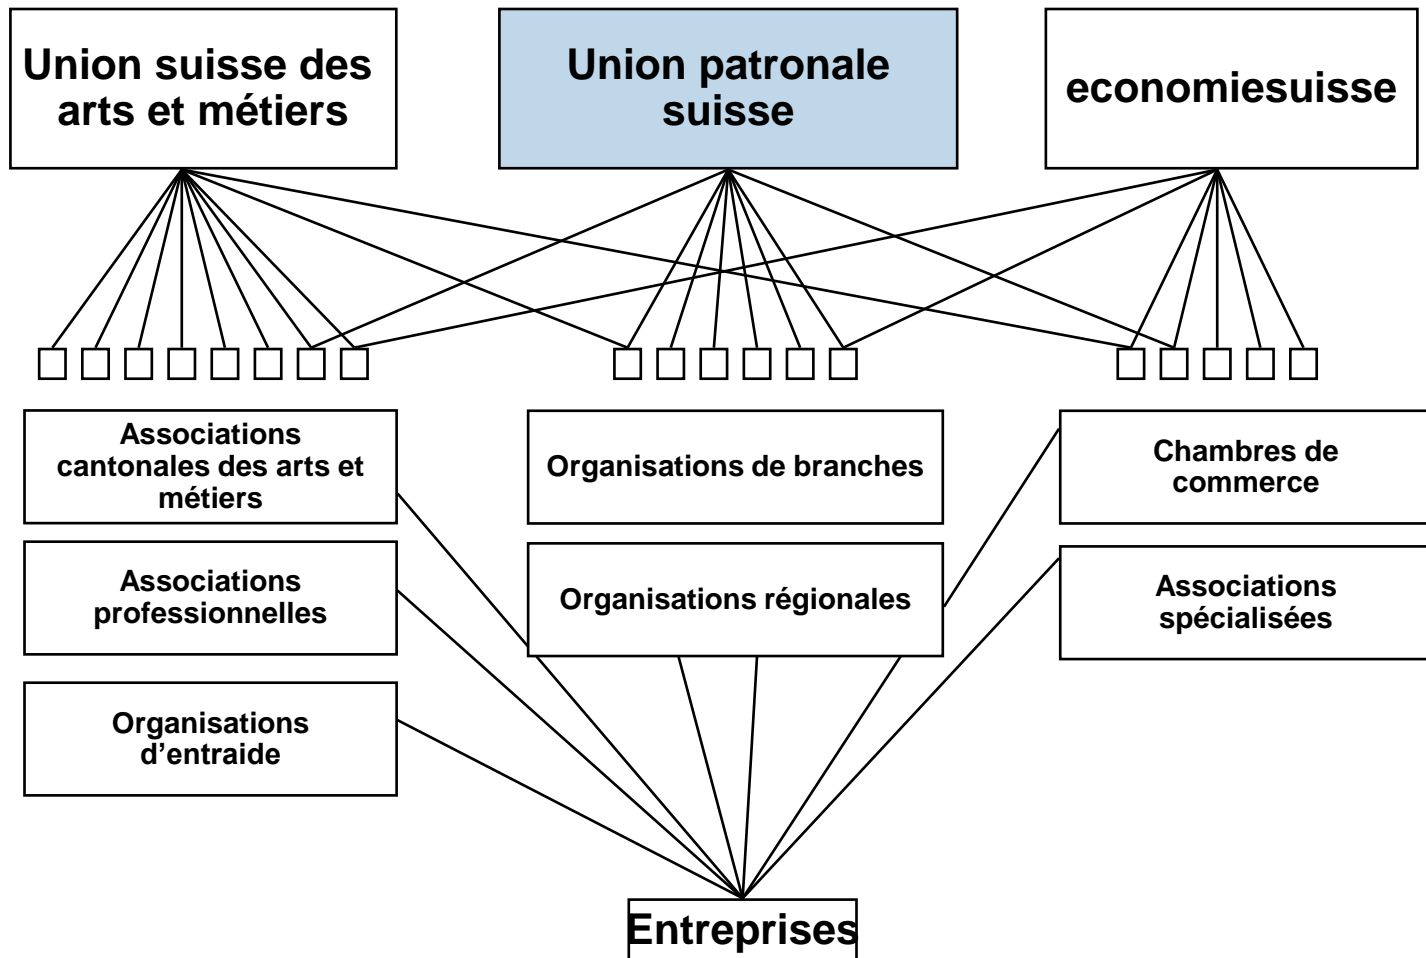 Union suisse des
arts et métiers
Union patronale
suisse
economiesuisse
Associations
cantonales des arts et
métiers
Organisations de branches
Chambres de
commerce
Associations
professionnelles
Organisations régionales
Associations
spécialisées
Organisations
d’entraide
Entreprises